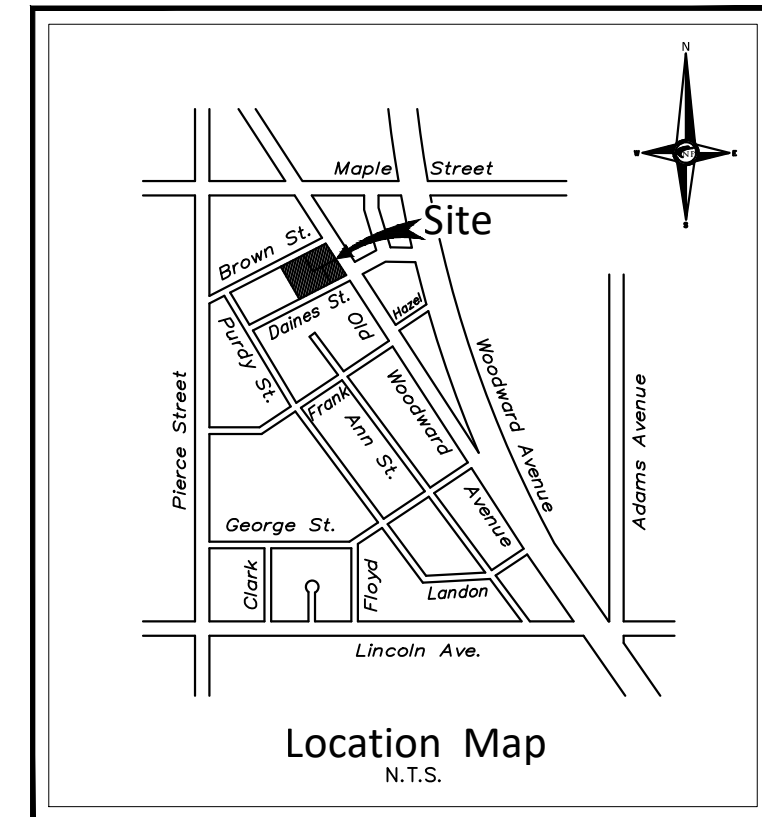 N
W
NF
E
S
Maple Street
Site
Brown St.
Daines St.
Old
Hazel
Purdy St.
Woodward
Woodward Avenue
Pierce Street
Frank
Ann St.
Adams Avenue
Avenue
George St.
Clark
Floyd
Landon
Lincoln Ave.
Location Map
N.T.S.